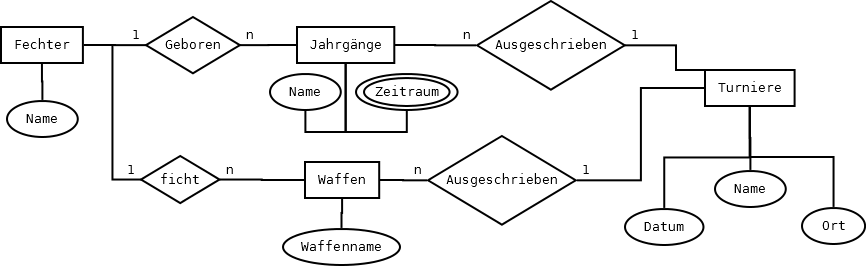 Fechter
1
Geboren
n
Jahrgänge
n
Ausgeschrieben
1
Turniere
Name
Name
Zeitraum
1
ficht
n
Waffen
n
Ausgeschrieben
1
Waffenname
Datum
Name
Ort